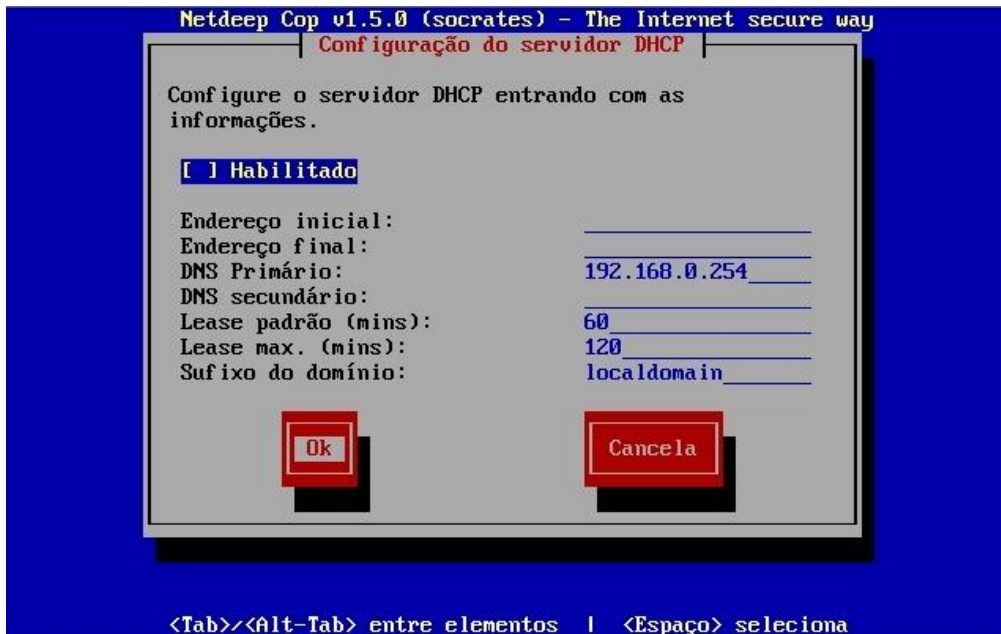 Netdeep Cop v1.5.0 (socrates) - The Internet secure way
Configuração do servidor DHCP
Configure o servidor DHCP entrando com as
informações.
[ ] Habilitado
Endereço inicial:
Endereço final:
DNS Primário: 192.168.0.254
DNS secundário:
Lease padrão (mins): 60
Lease max. (mins): 120
Sufixo do domínio: localdomain
Ok Cancela
<Tab>/<Alt-Tab> entre elementos | <Espaço> seleciona